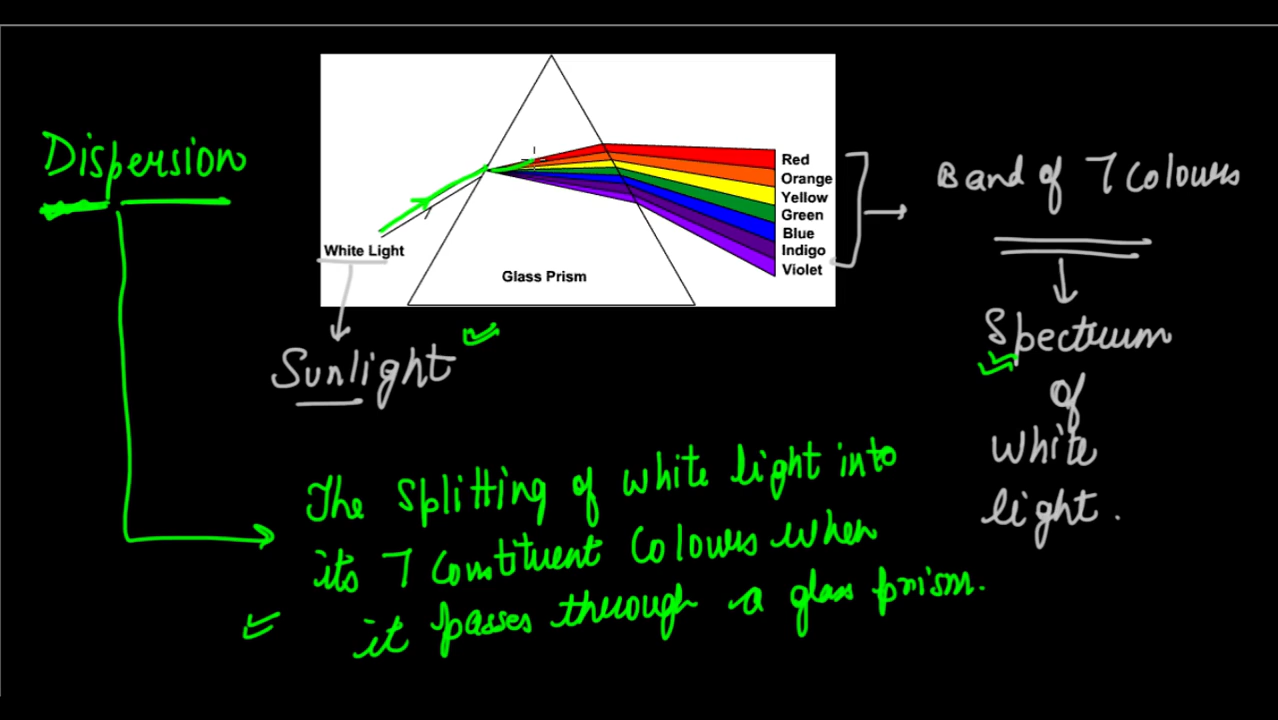 Dispersion
White Light
Glass Prism
Red
Orange
Yellow
Green
Blue
Indigo
Violet
Band of 7 Colours
Spectrum
of
white
light.
Sunlight
The splitting of white light into
its 7 constituent Colours when
it passes through a glass prism.